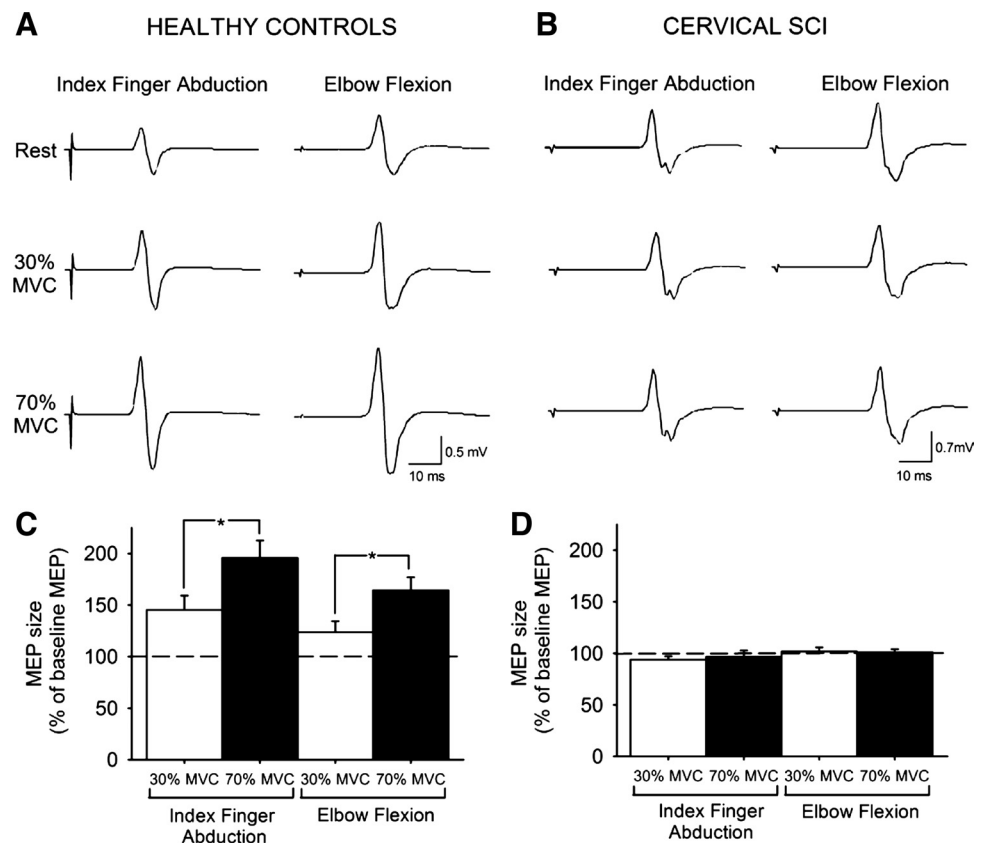 A HEALTHY CONTROLS
Index Finger Abduction Elbow Flexion
Rest
30% MVC
70% MVC
0.5 mV
10 ms
B CERVICAL SCI
Index Finger Abduction Elbow Flexion
0.7mV
10 ms
C
MEP size
(% of baseline MEP)
200
150
100
50
0
*
*
30% MVC 70% MVC 30% MVC 70% MVC
Index Finger
Abduction
Elbow Flexion
D
MEP size
(% of baseline MEP)
200
150
100
50
0
30% MVC 70% MVC 30% MVC 70% MVC
Index Finger
Abduction
Elbow Flexion